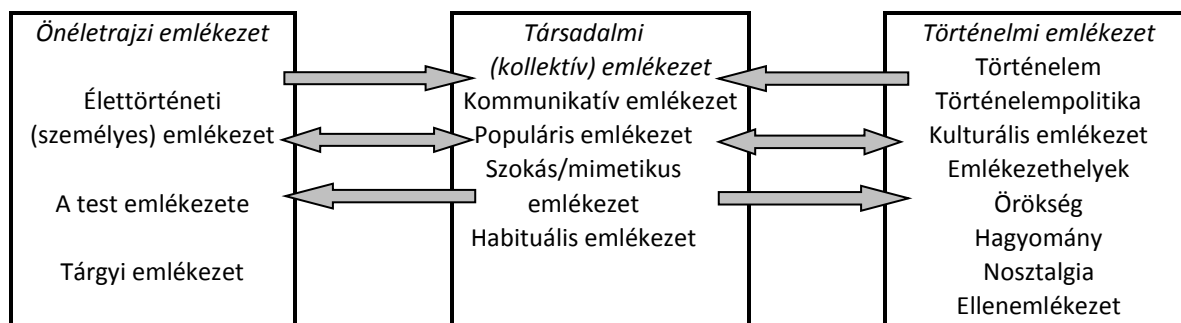 Önéletrajzi emlékezet
Élettörténeti
(személyes) emlékezet
A test emlékezete
Tárgyi emlékezet
Társadalmi
(kollektív) emlékezet
Kommunikatív emlékezet
Populáris emlékezet
Szokás/mimetikus
emlékezet
Habituális emlékezet
Történelmi emlékezet
Történelem
Történelempolitika
Kulturális emlékezet
Emlékezethelyek
Örökség
Hagyomány
Nosztalgia
Ellenemlékezet